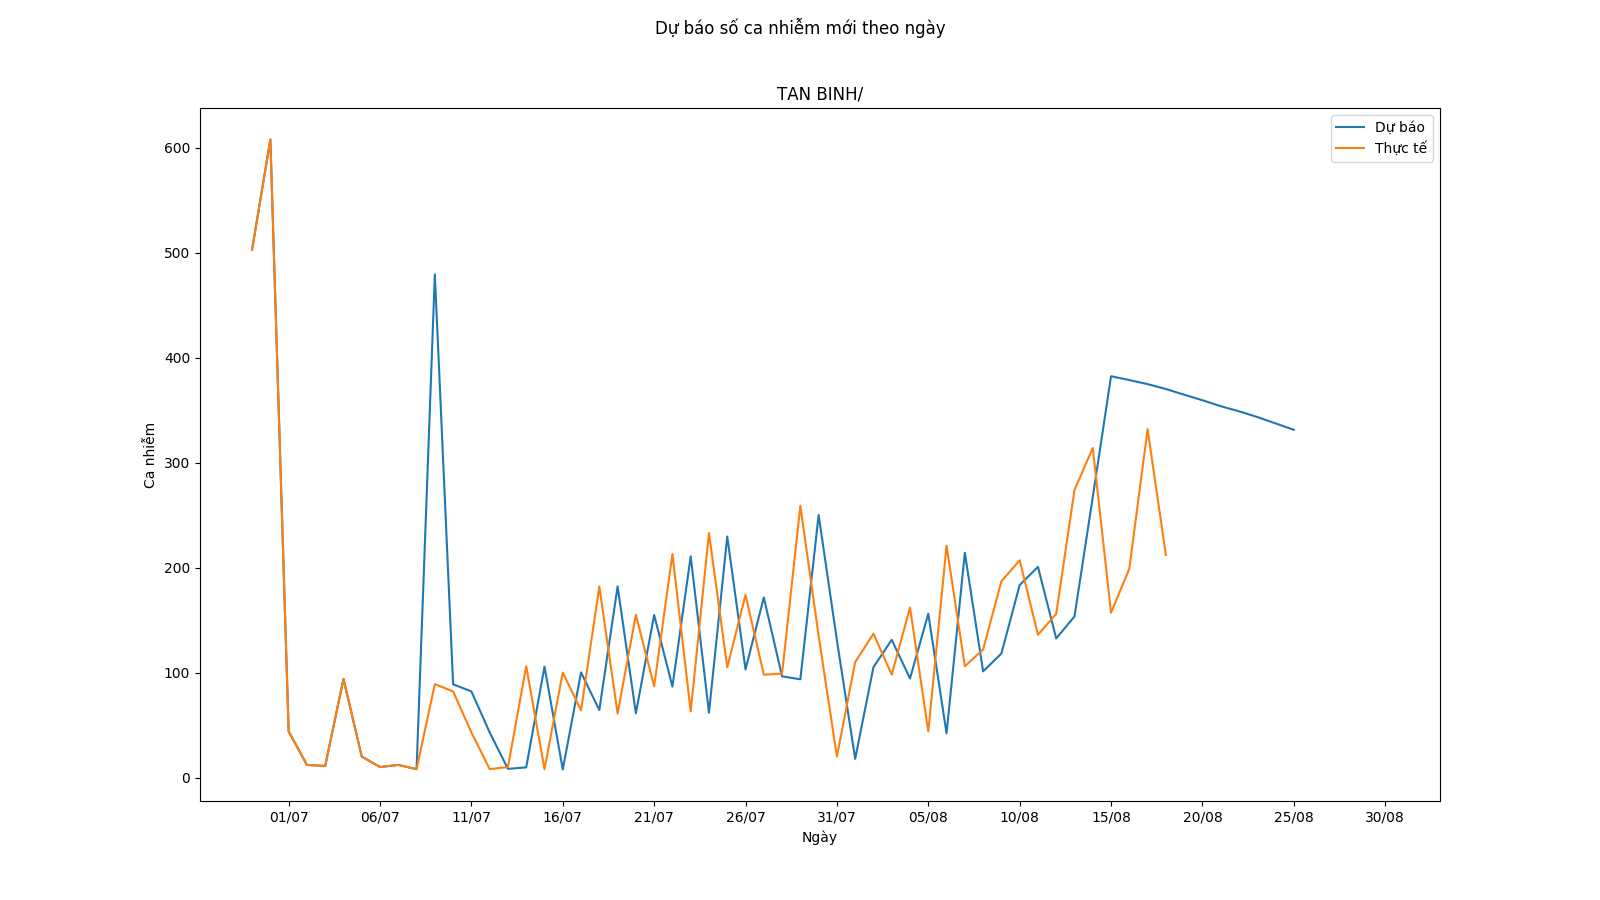 Dự báo số ca nhiễm mới theo ngày
TAN BINH/
Dự báo
Thực tế
600
500
400
300
200
100
0
Ca nhiễm
01/07 06/07 11/07 16/07 21/07 26/07 31/07 05/08 10/08 15/08 20/08 25/08 30/08
Ngày